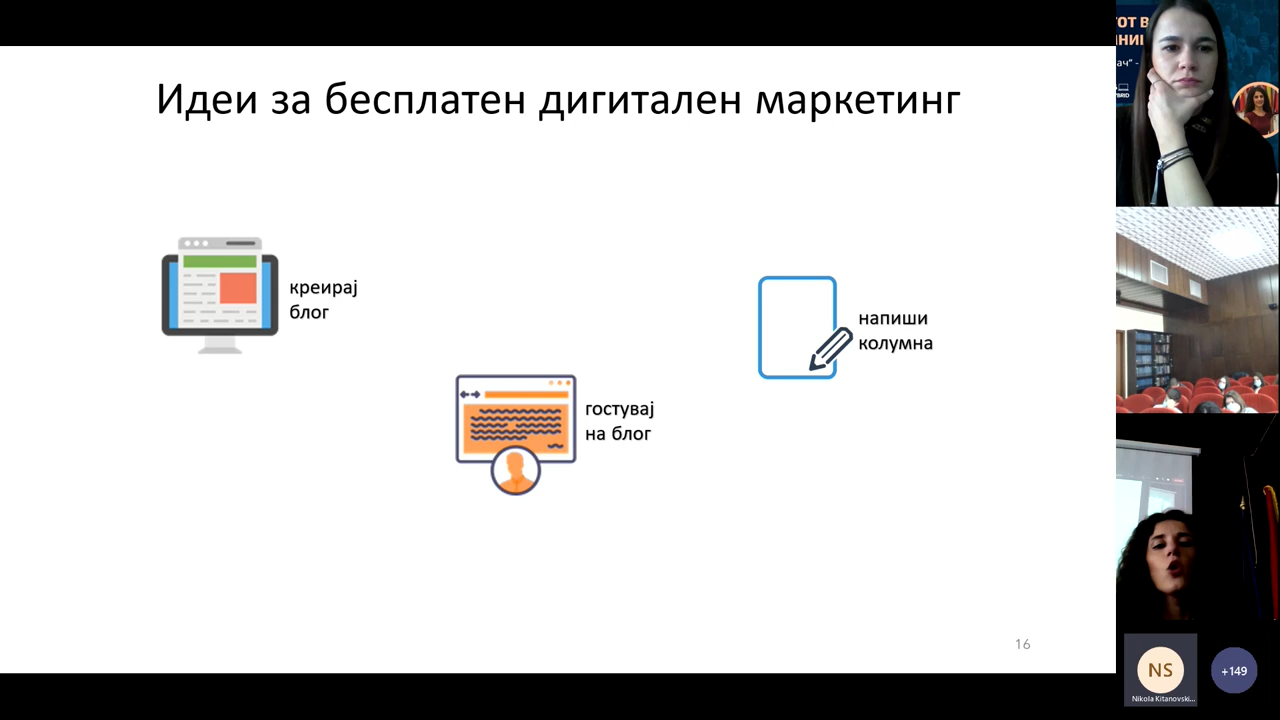 Идеи за бесплатен дигитален маркетинг
креирај
блог
гостувај
на блог
напиши
колумна
16
NS
Nikola Kitanovski...
+149